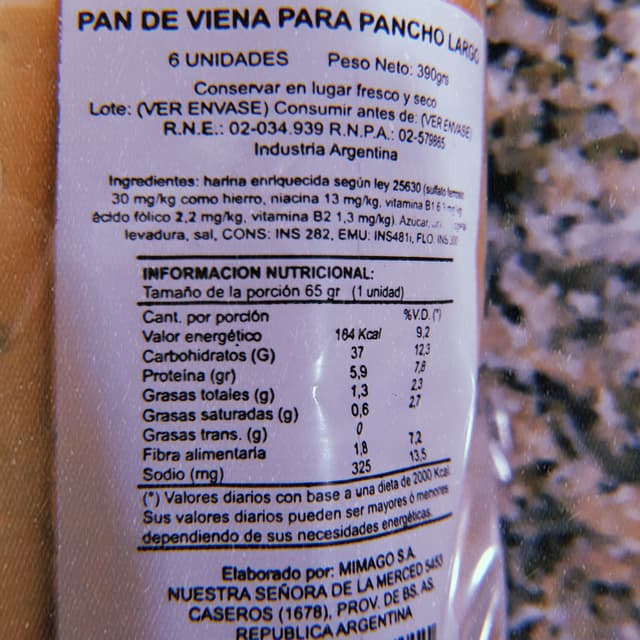 PAN DE VIENA PARA PANCHO LARGO
6 UNIDADES Peso Neto: 390grs
Conservar en lugar fresco y seco
Lote: (VER ENVASE) Consumir antes de: (VER ENVASE)
R.N.E.: 02-034.939 R.N.P.A.: 02-579865
Industria Argentina
Ingredientes: harina enriquecida según ley 25630 (sulfato ferroso
30 mg/kg como hierro, niacina 13 mg/kg, vitamina B1
ácido fólico 2,2 mg/kg, vitamina B2 1,3 mg/kg) Azúcar,
levadura, sal, CONS: INS 282, EMU: INS481i, FLO: INS
INFORMACION NUTRICIONAL:
Tamaño de la porción 65 gr (1 unidad)
Cant. por porción %V.D. (*)
Valor energético 164 Kcal 9,2
Carbohidratos (G) 37 12,3
Proteína (gr) 5,9 7,8
Grasas totales (g) 1,3 2,3
Grasas saturadas (g) 0,6 2,7
Grasas trans. (g) 0
Fibra alimentaria 1,8 7,2
Sodio (mg) 325 13,5
(*) Valores diarios con base a una dieta de 2000 Kcal
Sus valores diarios pueden ser mayores ó menores
dependiendo de sus necesidades energéticas.
Elaborado por: MIMAGO S.A.
NUESTRA SEÑORA DE LA MERCED 5453
CASEROS (1678), PROV. DE BS. AS.
REPUBLICA ARGENTINA